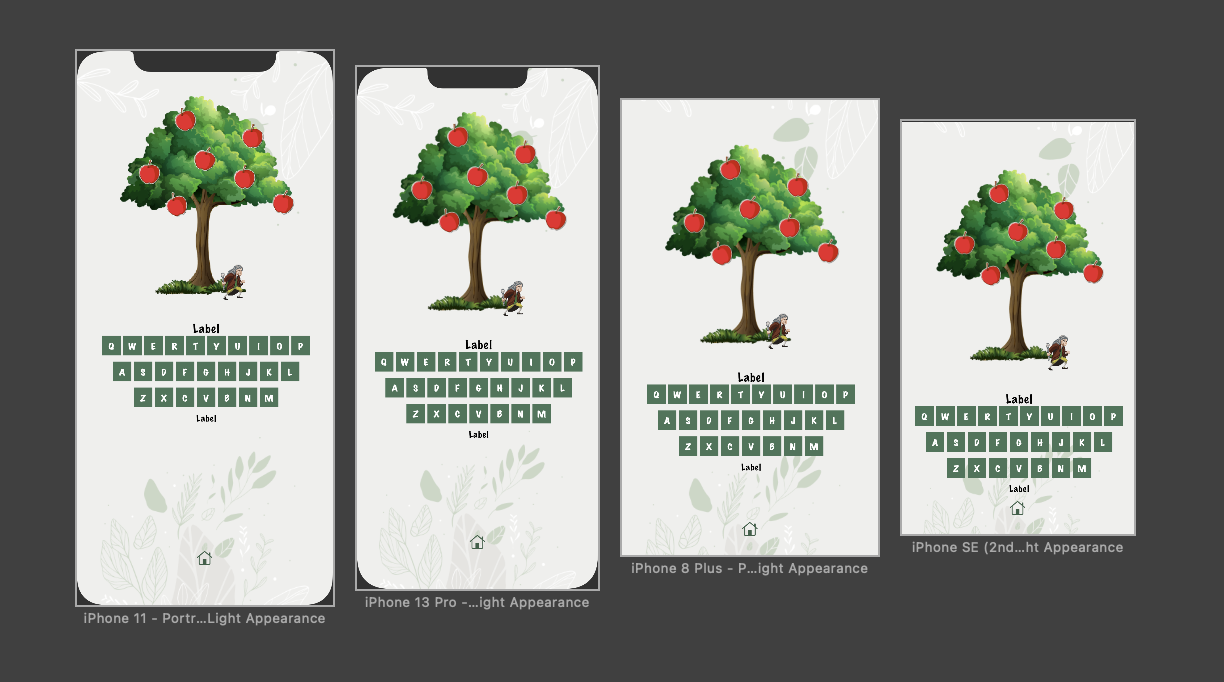 Label
Q W E R T Y U I O P
A S D F G H J K L
Z X C V B N M
Label
iPhone 11 - Portr...Light Appearance
Label
Q W E R T Y U I O P
A S D F G H J K L
Z X C V B N M
Label
iPhone 13 Pro -...ight Appearance
Label
Q W E R T Y U I O P
A S D F G H J K L
Z X C V B N M
Label
iPhone 8 Plus - P...ight Appearance
Label
Q W E R T Y U I O P
A S D F G H J K L
Z X C V B N M
Label
iPhone SE (2nd...ht Appearance